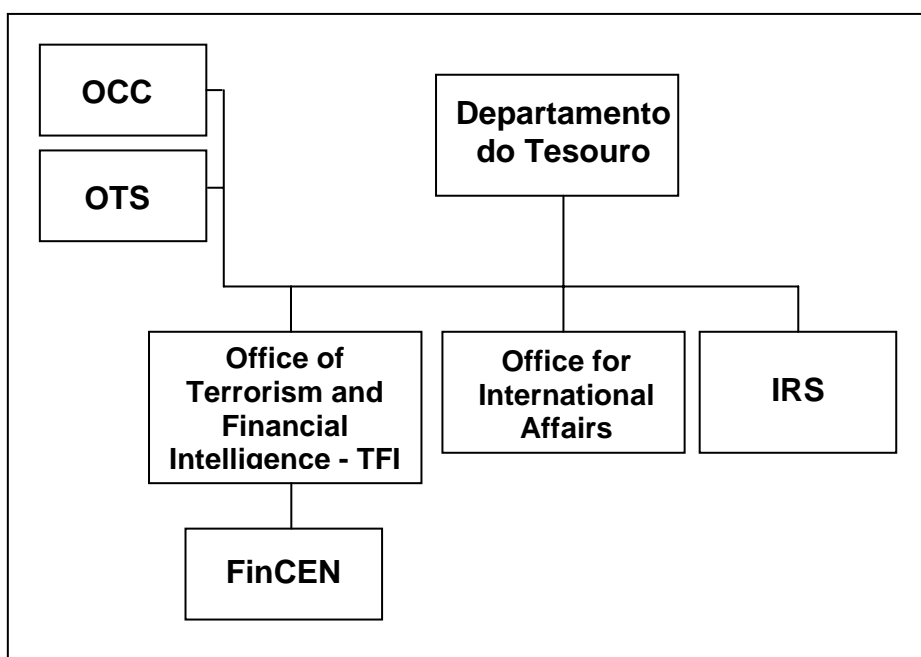 OCC
Departamento
do Tesouro
OTS
Office of
Terrorism and
Financial
Intelligence - TFI
Office for
International
Affairs
IRS
FinCEN